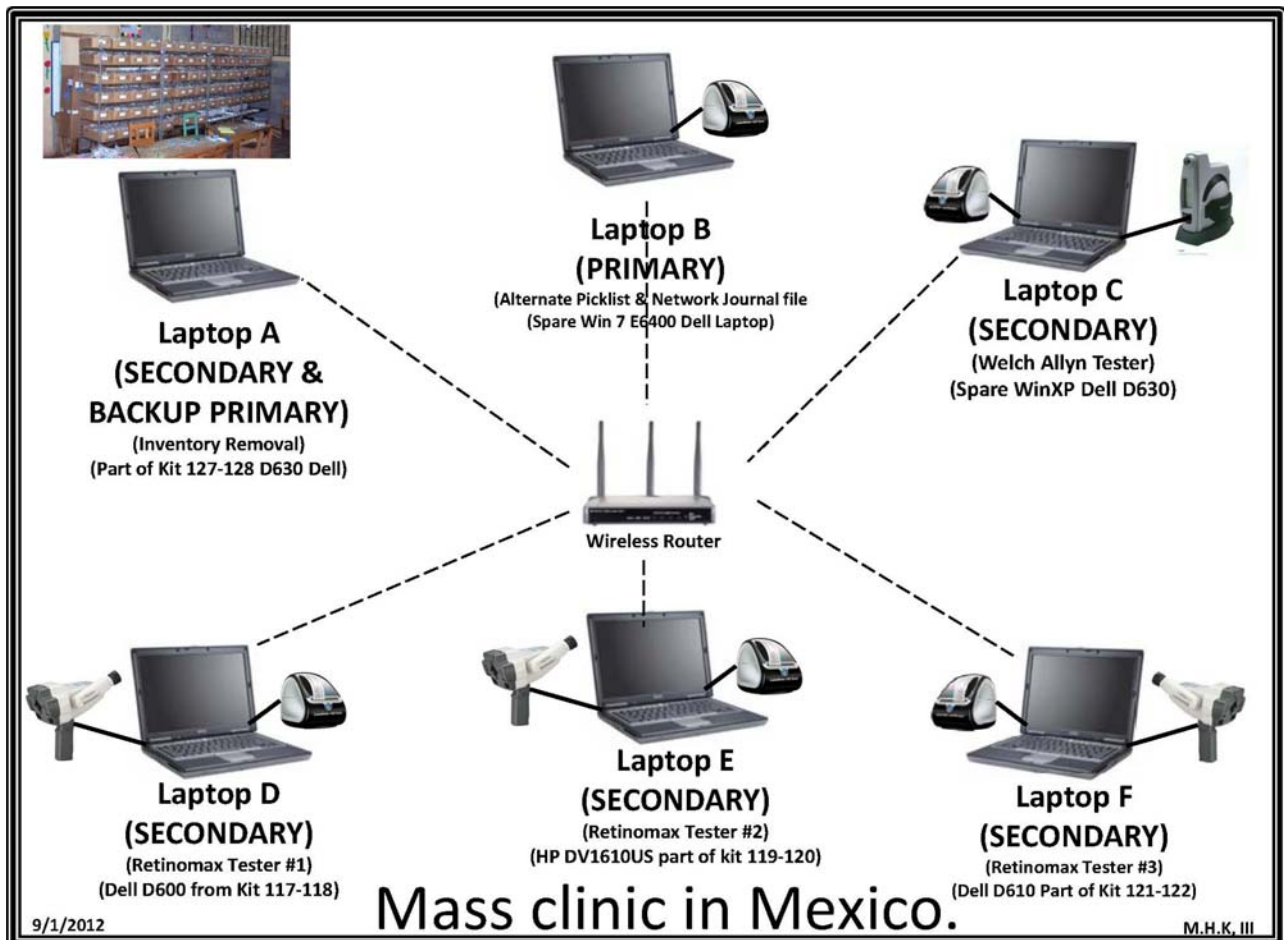 Laptop B
(PRIMARY)
(Alternate Picklist & Network Journal file
(Spare Win 7 E6400 Dell Laptop)
Laptop C
(SECONDARY)
(Welch Allyn Tester)
(Spare WinXP Dell D630)
Laptop A
(SECONDARY &
BACKUP PRIMARY)
(Inventory Removal)
(Part of Kit 127-128 D630 Dell)
Wireless Router
Laptop D
(SECONDARY)
(Retinomax Tester #1)
(Dell D600 from Kit 117-118)
Laptop E
(SECONDARY)
(Retinomax Tester #2)
(HP DV1610US part of kit 119-120)
Laptop F
(SECONDARY)
(Retinomax Tester #3)
(Dell D610 Part of Kit 121-122)
Mass clinic in Mexico.
9/1/2012
M.H.K, III